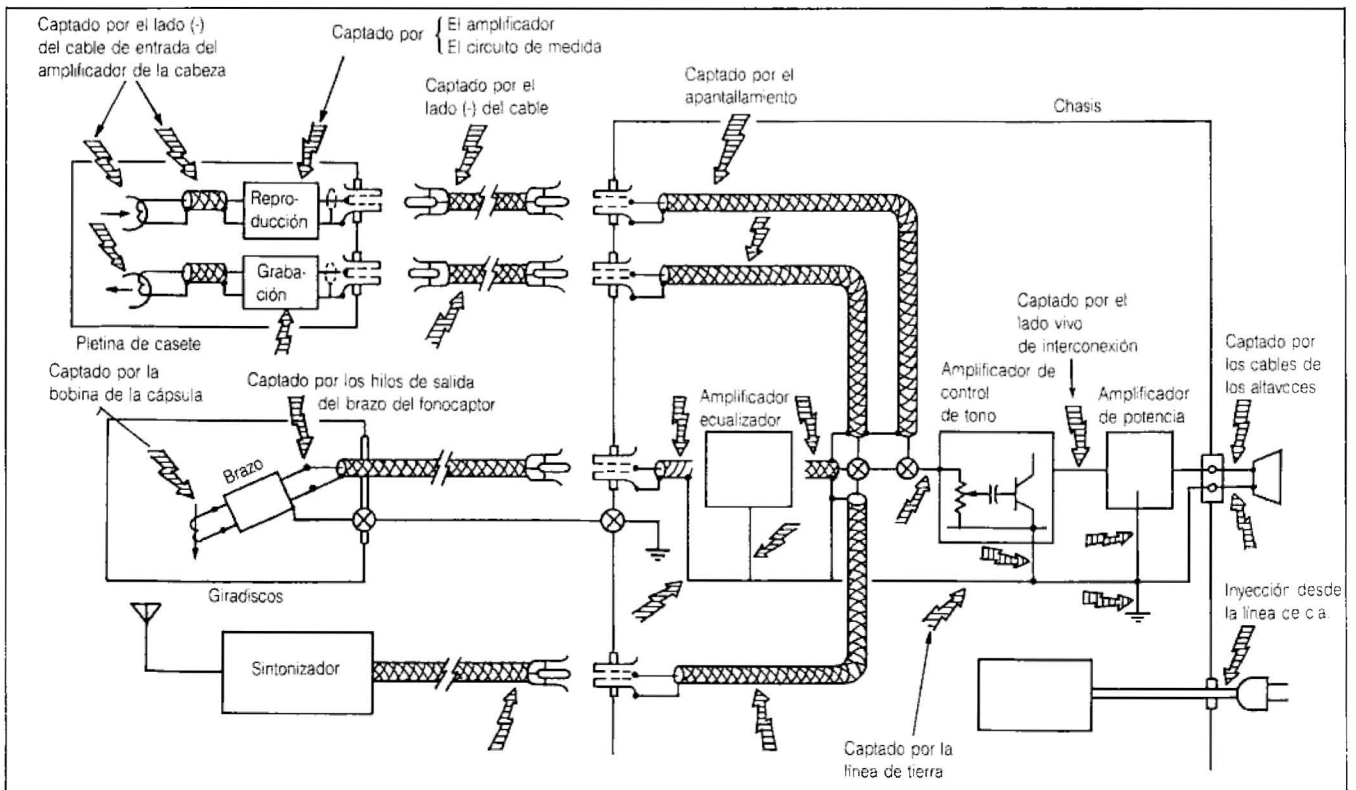 Captado por el lado (-)
del cable de entrada del
amplificador de la cabeza
Captado por { El amplificador
El circuito de medida
Captado por el
lado (-) del cable
Captado por el
apantallamiento
Chasis
Repro-
ducción
Graba-
ción
Pletina de casete
Captado por la
bobina de la cápsula
Captado por los hilos de salida
del brazo del fonocaptor
Brazo
Giradiscos
Sintonizador
Amplificador
ecualizador
Captado por el
lado vivo
de interconexión
Amplificador de
control
de tono
Amplificador
de potencia
Captado por
los cables de
los altavoces
Inyección desde
la línea de c.a.
Captado por la
línea de tierra